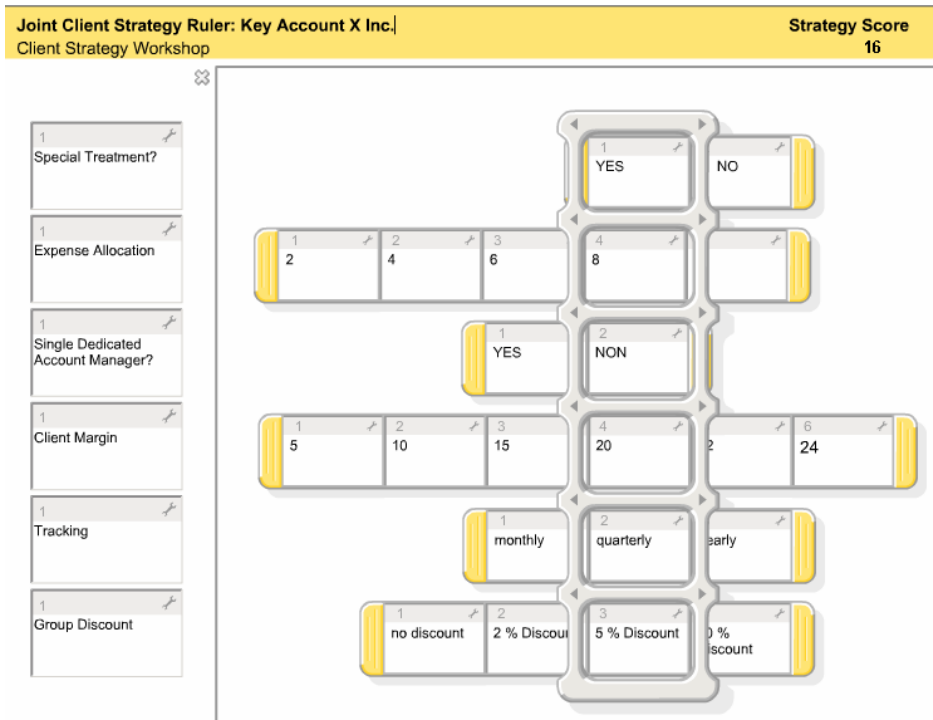 Joint Client Strategy Ruler: Key Account X Inc.
Strategy Score
Client Strategy Workshop
16
1
Special Treatment?
1
YES
NO
1
Expense Allocation
1
2
3
4
2
4
6
8
1
Single Dedicated
Account Manager?
1
2
YES
NON
1
Client Margin
1
2
3
4
6
5
10
15
20
24
1
Tracking
1
2
monthly
quarterly
1
Group Discount
1
2
3
no discount
2 %
5 % Discount